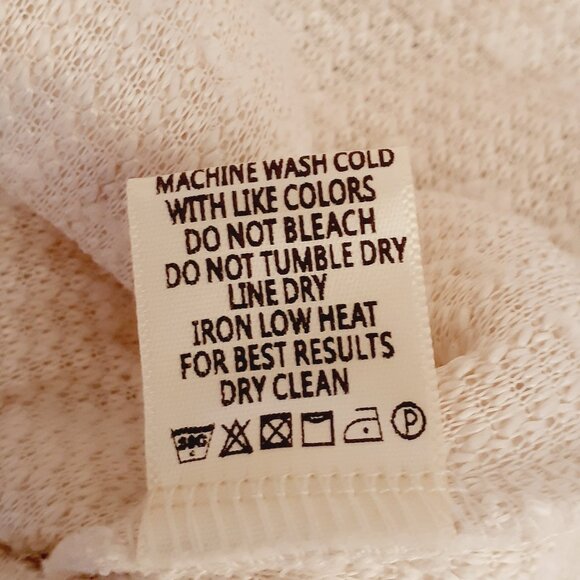 MACHINE WASH COLD
WITH LIKE COLORS
DO NOT BLEACH
DO NOT TUMBLE DRY
LINE DRY
IRON LOW HEAT
FOR BEST RESULTS
DRY CLEAN
P